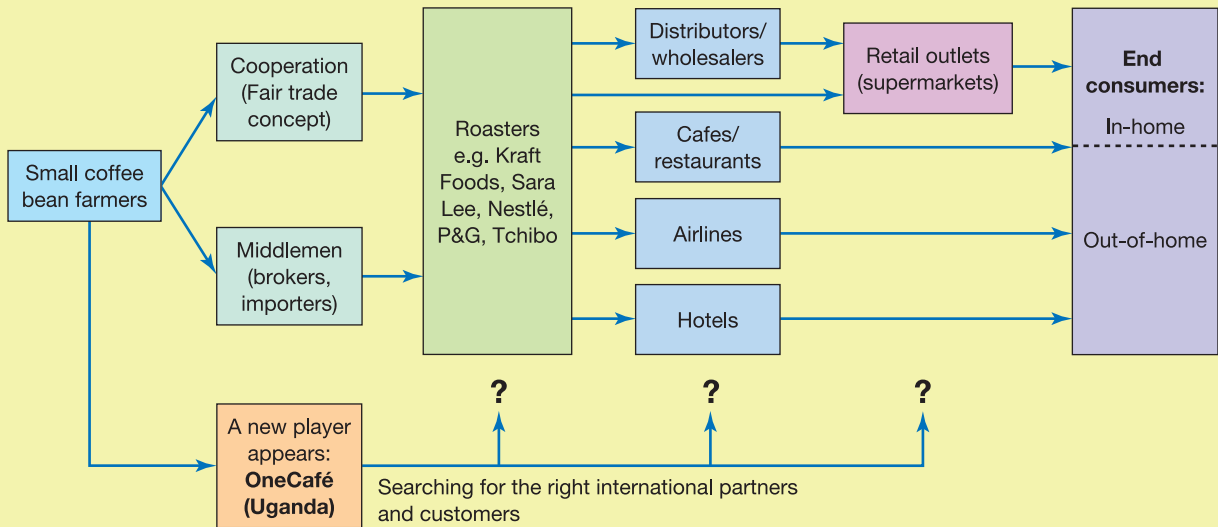 Small coffee
bean farmers
Cooperation
(Fair trade
concept)
Middlemen
(brokers,
importers)
Roasters
e.g. Kraft
Foods, Sara
Lee, Nestlé,
P&G, Tchibo
Distributors/
wholesalers
Retail outlets
(supermarkets)
Cafes/
restaurants
Airlines
Hotels
End
consumers:
In-home
Out-of-home
A new player
appears:
OneCafé
(Uganda)
?
?
?
Searching for the right international partners
and customers